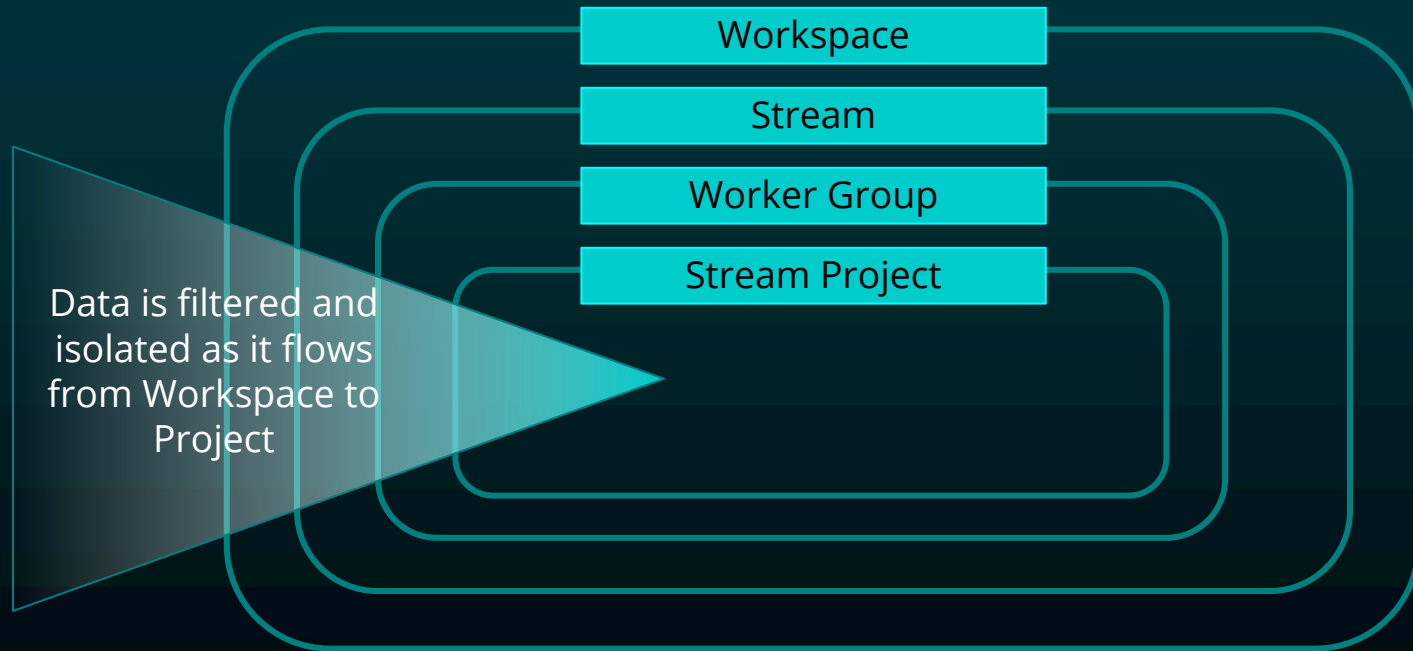 Workspace
Stream
Worker Group
Stream Project
Data is filtered and
isolated as it flows
from Workspace to
Project